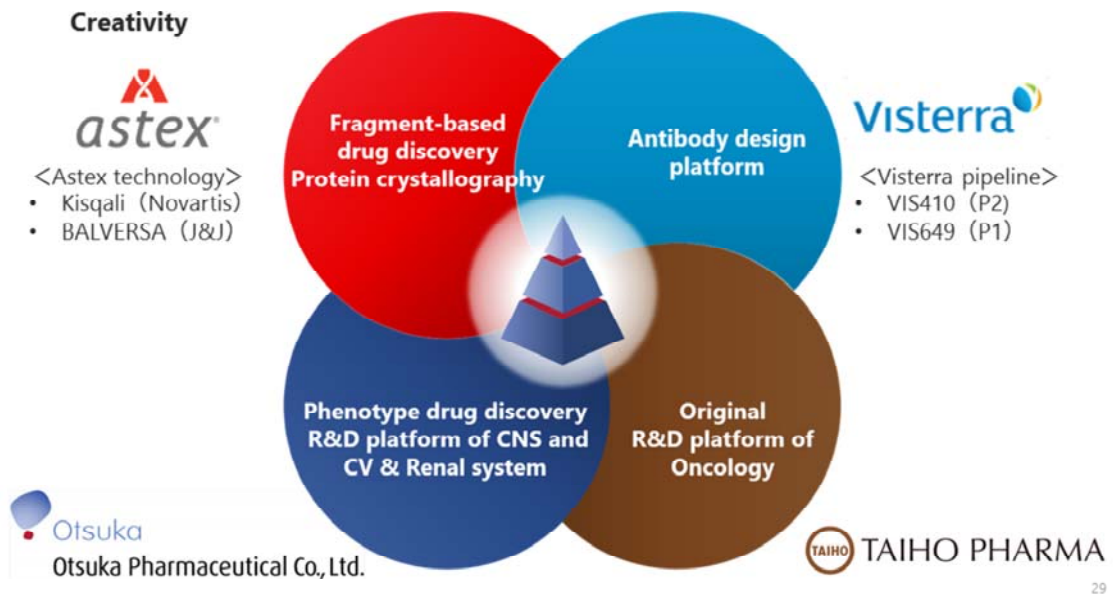 Creativity
astex®
<Astex technology>
• Kisqali (Novartis)
• BALVERSA (J&J)
Fragment-based
drug discovery
Protein crystallography
Antibody design
platform
Visterra
<Visterra pipeline>
• VIS410 (P2)
• VIS649 (P1)
Phenotype drug discovery
R&D platform of CNS and
CV & Renal system
Original
R&D platform of
Oncology
Otsuka
Otsuka Pharmaceutical Co., Ltd.
TAIHO TAIHO PHARMA
29